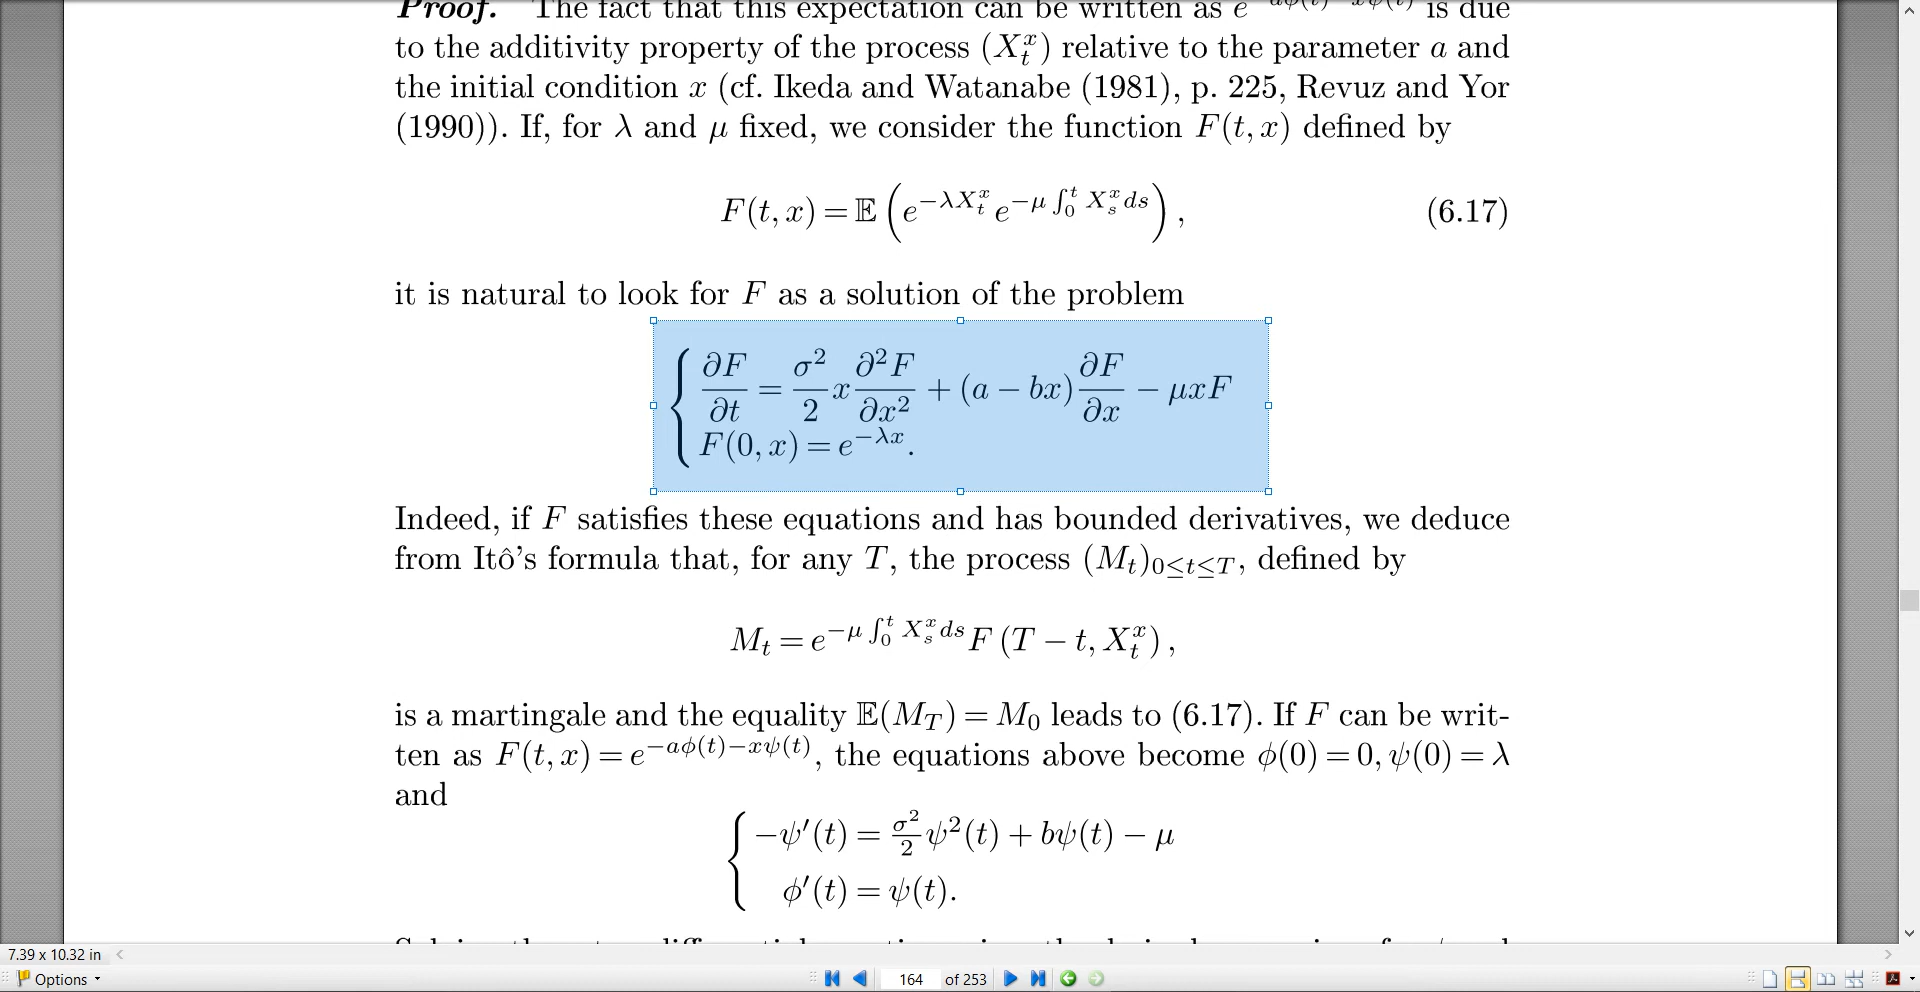 Proof. The fact that this expectation can be written as e^{−aϕ(t)−xψ(t)} is due
to the additivity property of the process (X_t^x) relative to the parameter a and
the initial condition x (cf. Ikeda and Watanabe (1981), p. 225, Revuz and Yor
(1990)). If, for λ and μ fixed, we consider the function F(t, x) defined by
F(t, x) = 𝔼 (e^{−λX_t^x} e^{−μ ∫_0^t X_s^x ds}) , (6.17)
it is natural to look for F as a solution of the problem
{ ∂F/∂t = σ²/2 x ∂²F/∂x² + (a − bx) ∂F/∂x − μxF
F(0, x) = e^{−λx}.
Indeed, if F satisfies these equations and has bounded derivatives, we deduce
from Itô's formula that, for any T, the process (M_t)_{0≤t≤T}, defined by
M_t = e^{−μ ∫_0^t X_s^x ds} F (T − t, X_t^x) ,
is a martingale and the equality 𝔼(M_T) = M_0 leads to (6.17). If F can be writ-
ten as F(t, x) = e^{−aϕ(t)−xψ(t)}, the equations above become ϕ(0) = 0, ψ(0) = λ
and
{ −ψ′(t) = σ²/2 ψ²(t) + bψ(t) − μ
ϕ′(t) = ψ(t).
7.39 x 10.32 in
Options 164 of 253